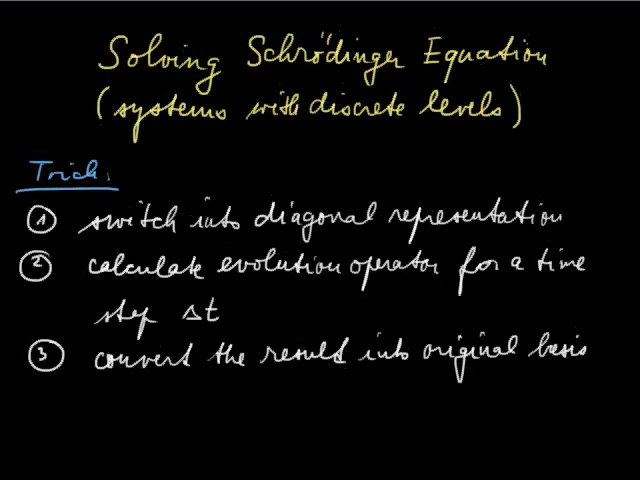 Solving Schrödinger Equation
(systems with discrete levels)
Trick:
① switch into diagonal representation
② calculate evolution operator for a time
step Δt
③ convert the result into original basis